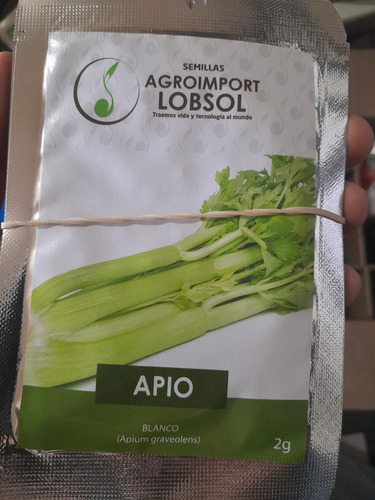 SEMILLAS
AGROIMPORT
LOBSOL
Traemos vida y tecnología al mundo
APIO
BLANCO
(Apium graveolens)
2g